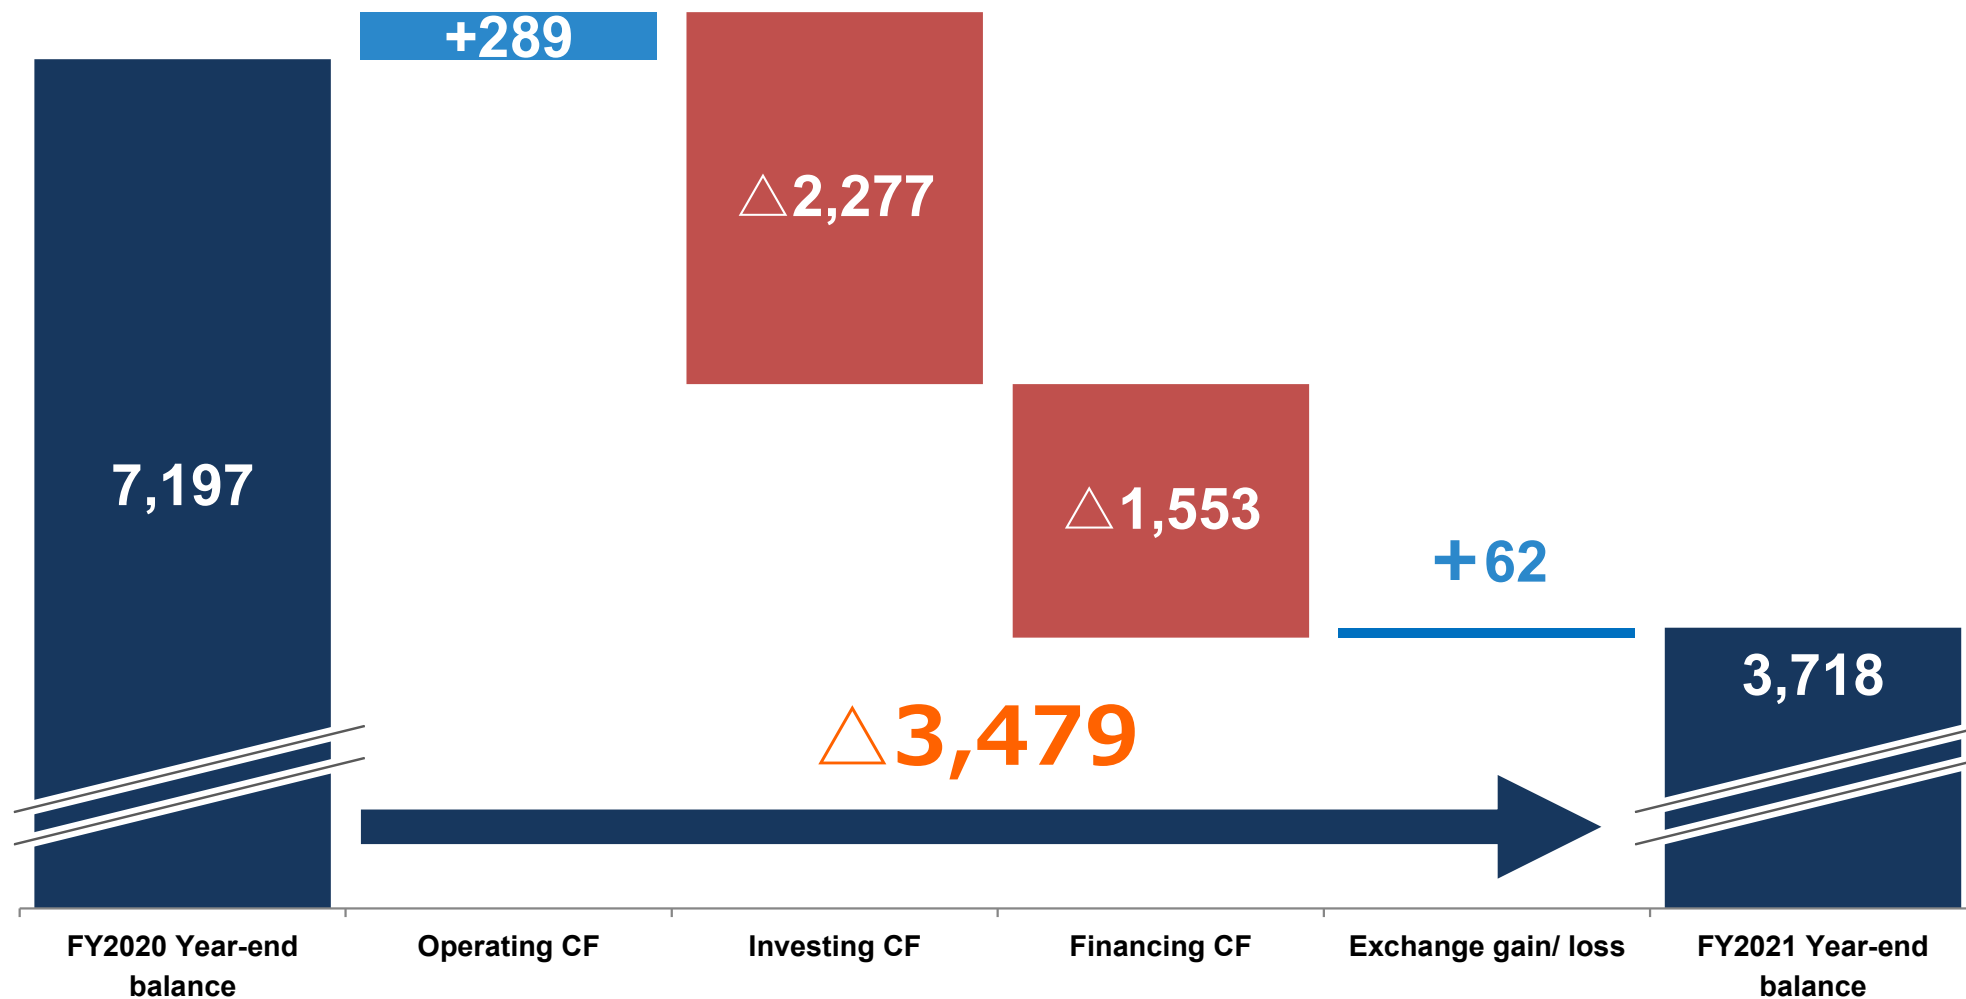 +289
△2,277
7,197
△1,553
+62
3,718
△3,479
FY2020 Year-end
balance
Operating CF
Investing CF
Financing CF
Exchange gain/ loss
FY2021 Year-end
balance